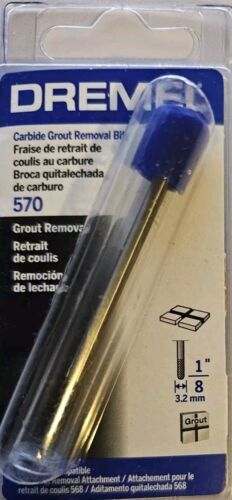 DREMEL
Carbide Grout Removal Bit
Fraise de retrait de
coulis au carbure
Broca quitalechada
de carburo
570
Grout Removal
Retrait
de coulis
Remoción
de lechada
1"
8
3.2 mm
Grout
Removal Attachment / Attachement pour le
retrait de coulis 568 / Aditamento quitalechada 568